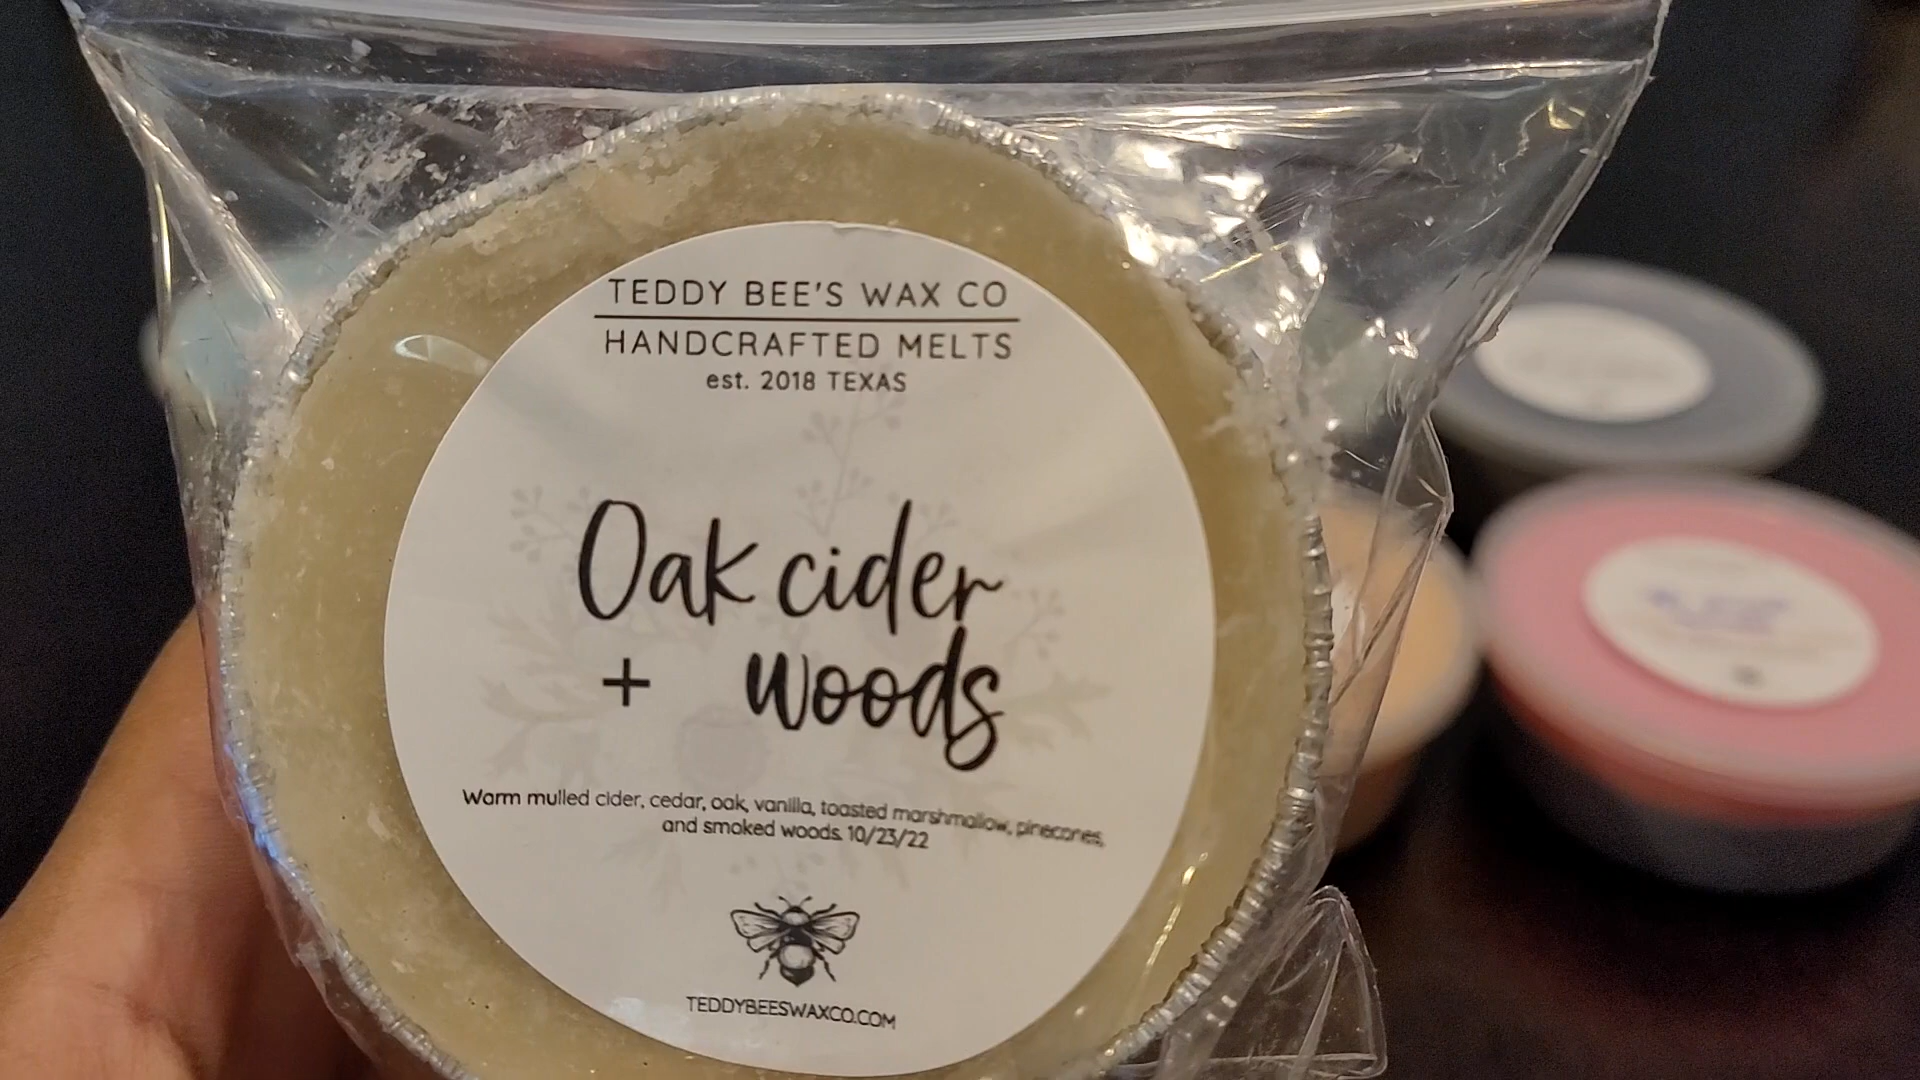 TEDDY BEE'S WAX CO
HANDCRAFTED MELTS
est. 2018 TEXAS
Oak cider
+ woods
Warm mulled cider, cedar, oak, vanilla, toasted marshmallow, pinecones,
and smoked woods. 10/23/22
TEDDYBEESWAXCO.COM